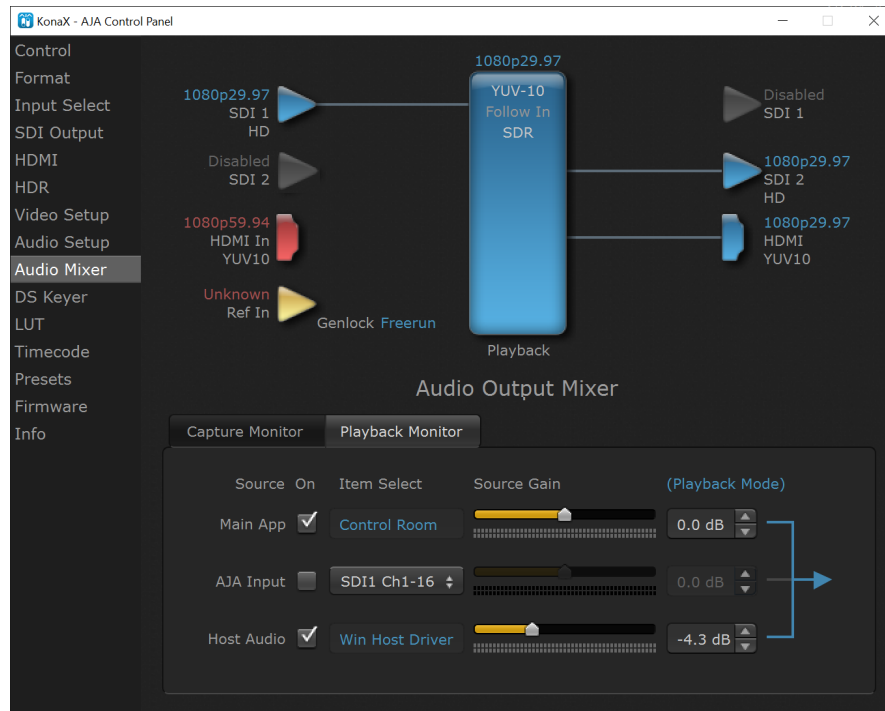 KonaX - AJA Control Panel
Control
Format
Input Select
SDI Output
HDMI
HDR
Video Setup
Audio Setup
Audio Mixer
DS Keyer
LUT
Timecode
Presets
Firmware
Info
1080p29.97
SDI 1
HD
Disabled
SDI 2
1080p59.94
HDMI In
YUV10
Unknown
Ref In
Genlock Freerun
1080p29.97
YUV-10
Follow In
SDR
Playback
Disabled
SDI 1
1080p29.97
SDI 2
HD
1080p29.97
HDMI
YUV10
Audio Output Mixer
Capture Monitor Playback Monitor
Source On Item Select Source Gain (Playback Mode)
Main App Control Room 0.0 dB
AJA Input SDI1 Ch1-16 0.0 dB
Host Audio Win Host Driver -4.3 dB